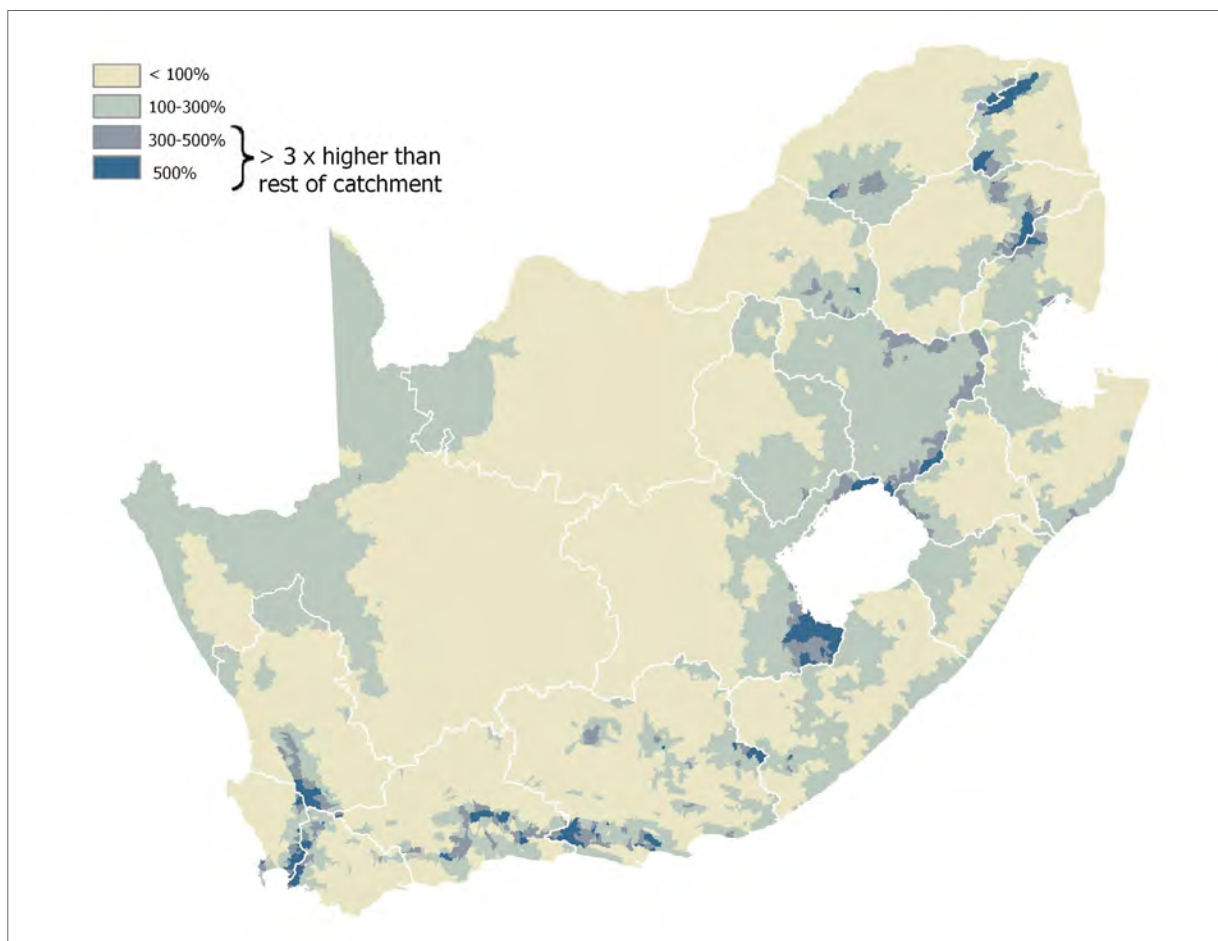 < 100%
100-300%
300-500%
500%
> 3 x higher than
rest of catchment